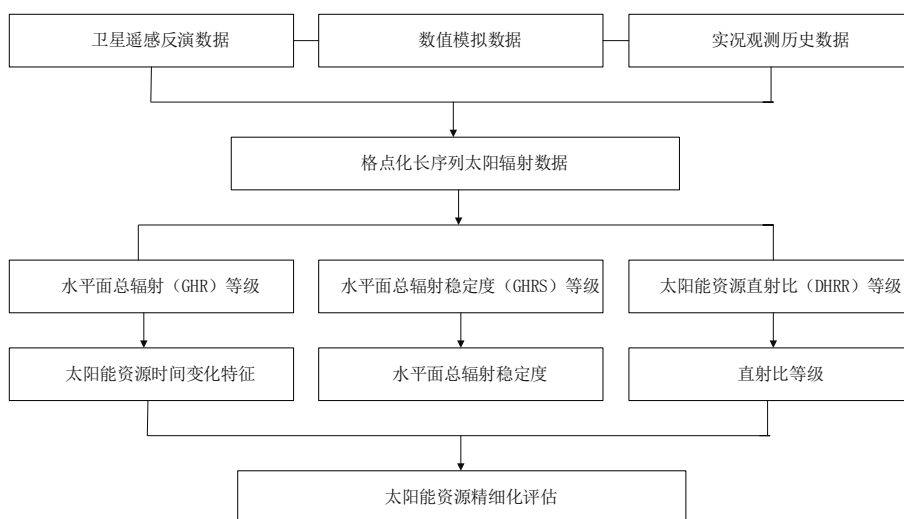 卫星遥感反演数据
数值模拟数据
实况观测历史数据
格点化长序列太阳辐射数据
水平面总辐射（GHR）等级
水平面总辐射稳定度（GHRS）等级
太阳能资源直射比（DHRR）等级
太阳能资源时间变化特征
水平面总辐射稳定度
直射比等级
太阳能资源精细化评估